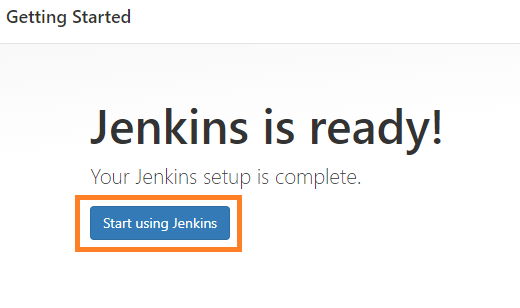 Getting Started
Jenkins is ready!
Your Jenkins setup is complete.
Start using Jenkins